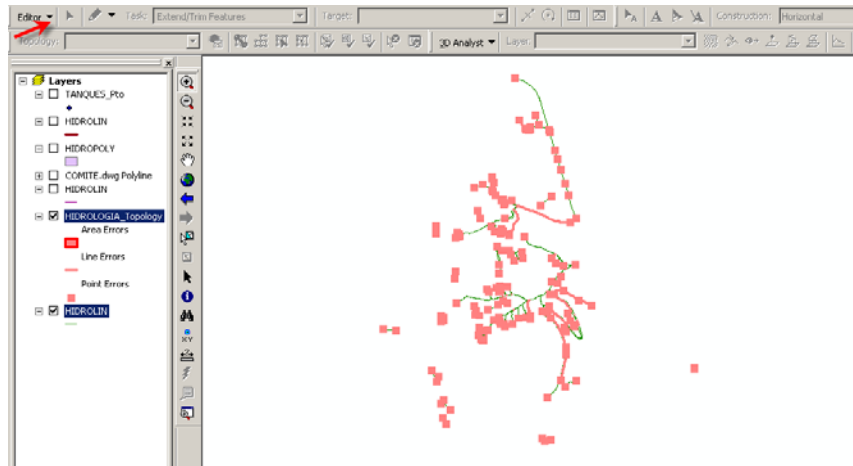 Editor Task: Extend/Trim Features Target: Construction: Horizontal
Topology: 3D Analyst Layer:
Layers
TANQUES_Pto
HIDROLIN
HIDROPOLY
COMITE.dwg Polyline
HIDROLIN
HIDROLOGIA_Topology
Area Errors
Line Errors
Point Errors
HIDROLIN